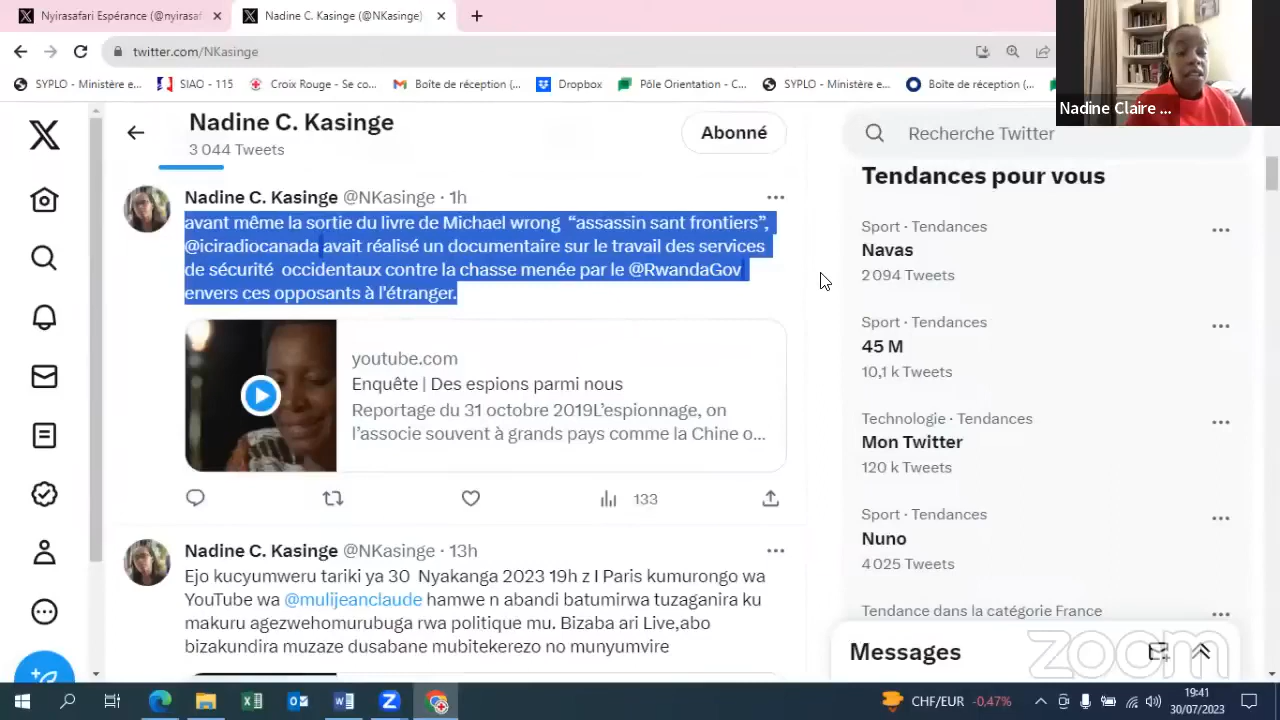 Nyirasafari Espérance (@nyirasaf
Nadine C. Kasinge (@NKasinge)
twitter.com/NKasinge
SYPLO - Ministère e...
SIAO - 115
Croix Rouge - Se co...
Boîte de réception (...
Dropbox
Pôle Orientation - C...
SYPLO - Ministère e...
Boîte de réception (...
Nadine Claire ...
Nadine C. Kasinge
3 044 Tweets
Abonné
Recherche Twitter
Nadine C. Kasinge @NKasinge · 1h
avant même la sortie du livre de Michael wrong “assassin sant frontiers”,
@iciradiocanada avait réalisé un documentaire sur le travail des services
de sécurité occidentaux contre la chasse menée par le @RwandaGov
envers ces opposants à l'étranger.
youtube.com
Enquête | Des espions parmi nous
Reportage du 31 octobre 2019L’espionnage, on
l’associe souvent à grands pays comme la Chine o...
133
Nadine C. Kasinge @NKasinge · 13h
Ejo kucyumweru tariki ya 30 Nyakanga 2023 19h z I Paris kumurongo wa
YouTube wa @mulijeanclaude hamwe n abandi batumirwa tuzaganira ku
makuru agezwehomurubuga rwa politique mu. Bizaba ari Live,abo
bizakundira muzaze dusabane mubitekerezo no munyumvire
Tendances pour vous
Sport · Tendances
Navas
2 094 Tweets
Sport · Tendances
45 M
10,1 k Tweets
Technologie · Tendances
Mon Twitter
120 k Tweets
Sport · Tendances
Nuno
4 025 Tweets
Tendance dans la catégorie France
Messages
zoom
CHF/EUR -0,47%
19:41
30/07/2023